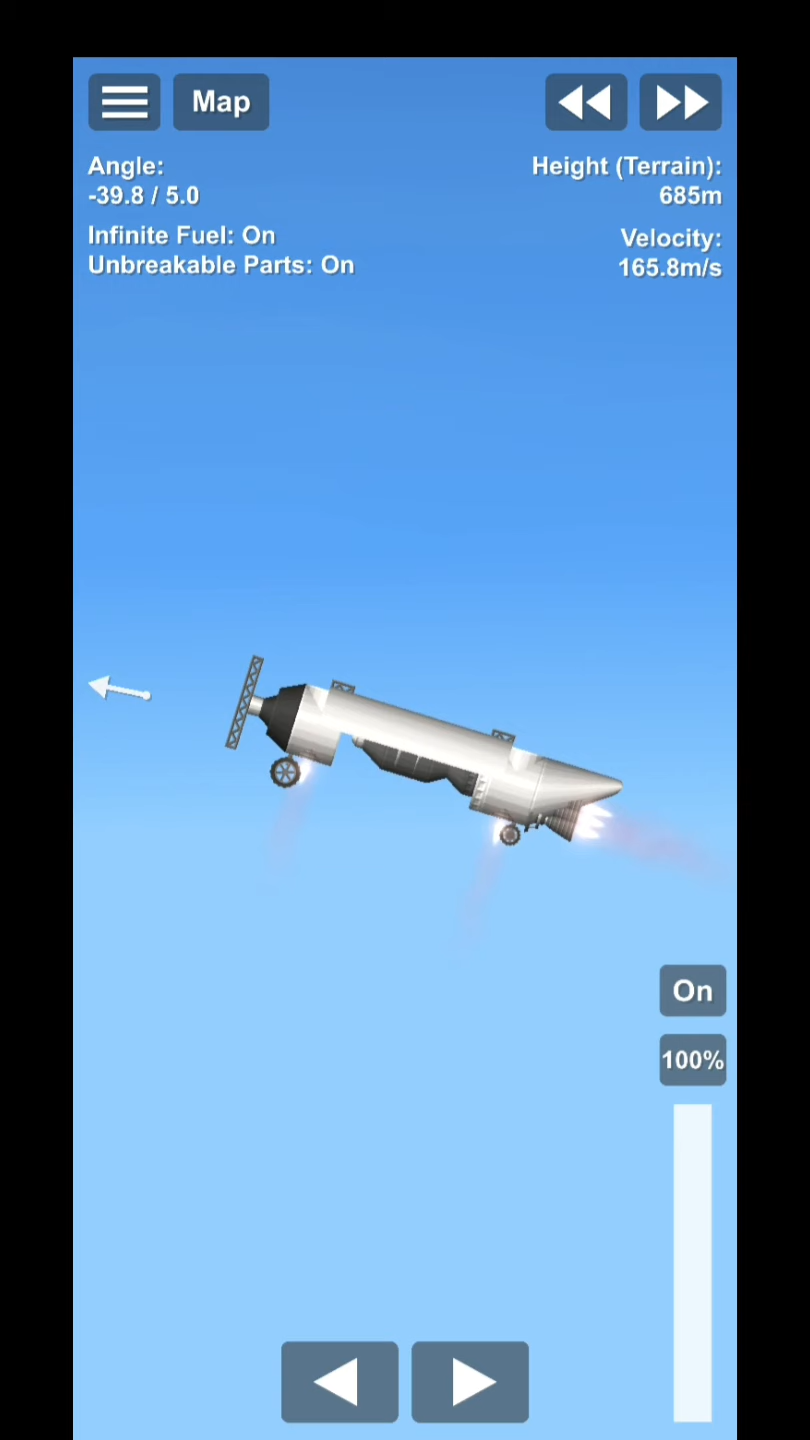 Map
Angle:
-39.8 / 5.0
Infinite Fuel: On
Unbreakable Parts: On
Height (Terrain):
685m
Velocity:
165.8m/s
On
100%